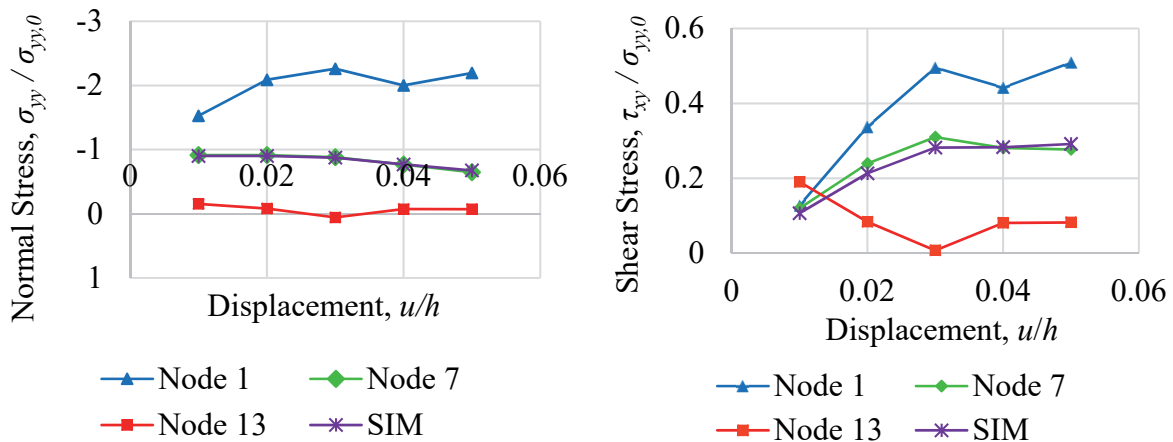 Normal Stress, σyy / σyy,0
-3
-2
-1
0
1
0
0.02
0.04
0.06
Displacement, u/h
Node 1
Node 7
Node 13
SIM
Shear Stress, τxy / σyy,0
0.6
0.4
0.2
0
0
0.02
0.04
0.06
Displacement, u/h
Node 1
Node 7
Node 13
SIM